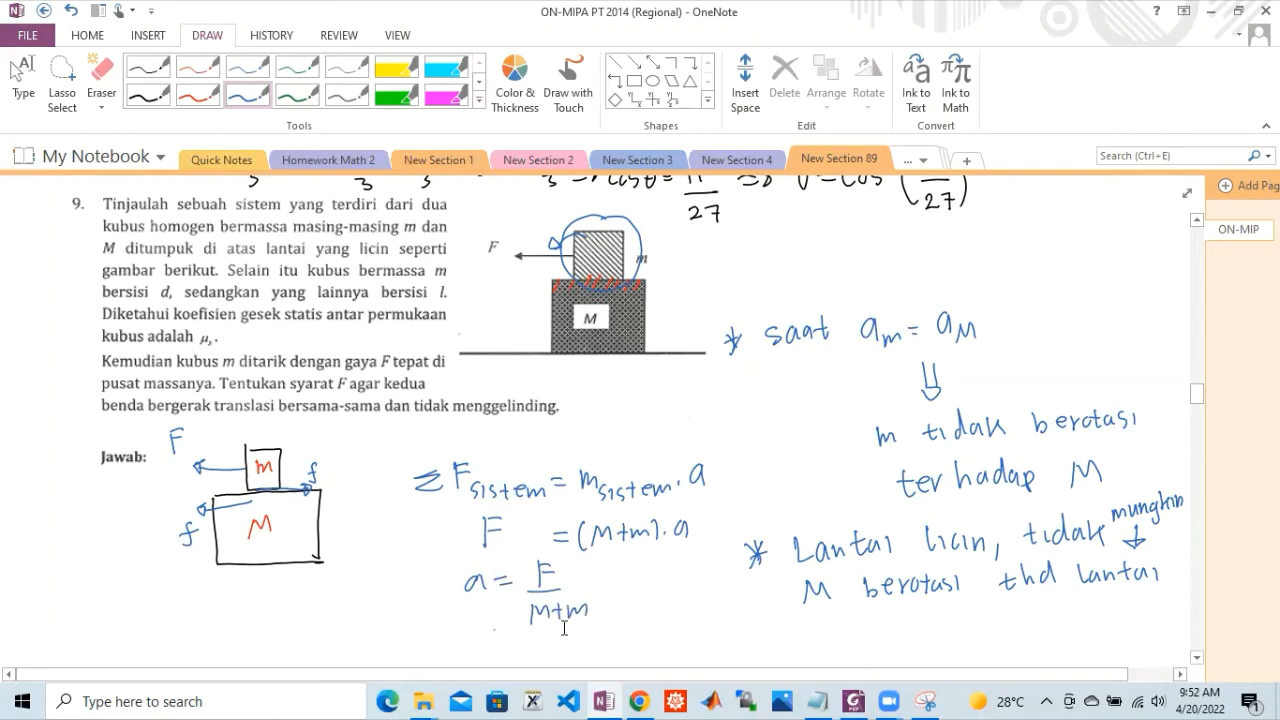 ON-MIPA PT 2014 (Regional) - OneNote
FILE
HOME
INSERT
DRAW
HISTORY
REVIEW
VIEW
Type
Lasso Select
Eraser
Color & Thickness
Draw with Touch
Insert Space
Delete
Arrange
Rotate
Ink to Text
Ink to Math
Tools
Shapes
Edit
Convert
My Notebook
Quick Notes
Homework Math 2
New Section 1
New Section 2
New Section 3
New Section 4
New Section 89
...
Search (Ctrl+E)
Add Pag
ON-MIP
27
27
9. Tinjaulah sebuah sistem yang terdiri dari dua
kubus homogen bermassa masing-masing m dan
M ditumpuk di atas lantai yang licin seperti
gambar berikut. Selain itu kubus bermassa m
bersisi d, sedangkan yang lainnya bersisi l.
Diketahui koefisien gesek statis antar permukaan
kubus adalah μs.
Kemudian kubus m ditarik dengan gaya F tepat di
pusat massanya. Tentukan syarat F agar kedua
benda bergerak translasi bersama-sama dan tidak menggelinding.
F
m
M
Jawab:
F
m
f
f
M
Σ F sistem = m sistem . a
F = (M+m) . a
a = F / M+m
* saat am = aM
⇓
m tidak berotasi
terhadap M
* Lantai licin, tidak mungkin
M berotasi thd lantai
Type here to search
28°C
9:52 AM
4/20/2022